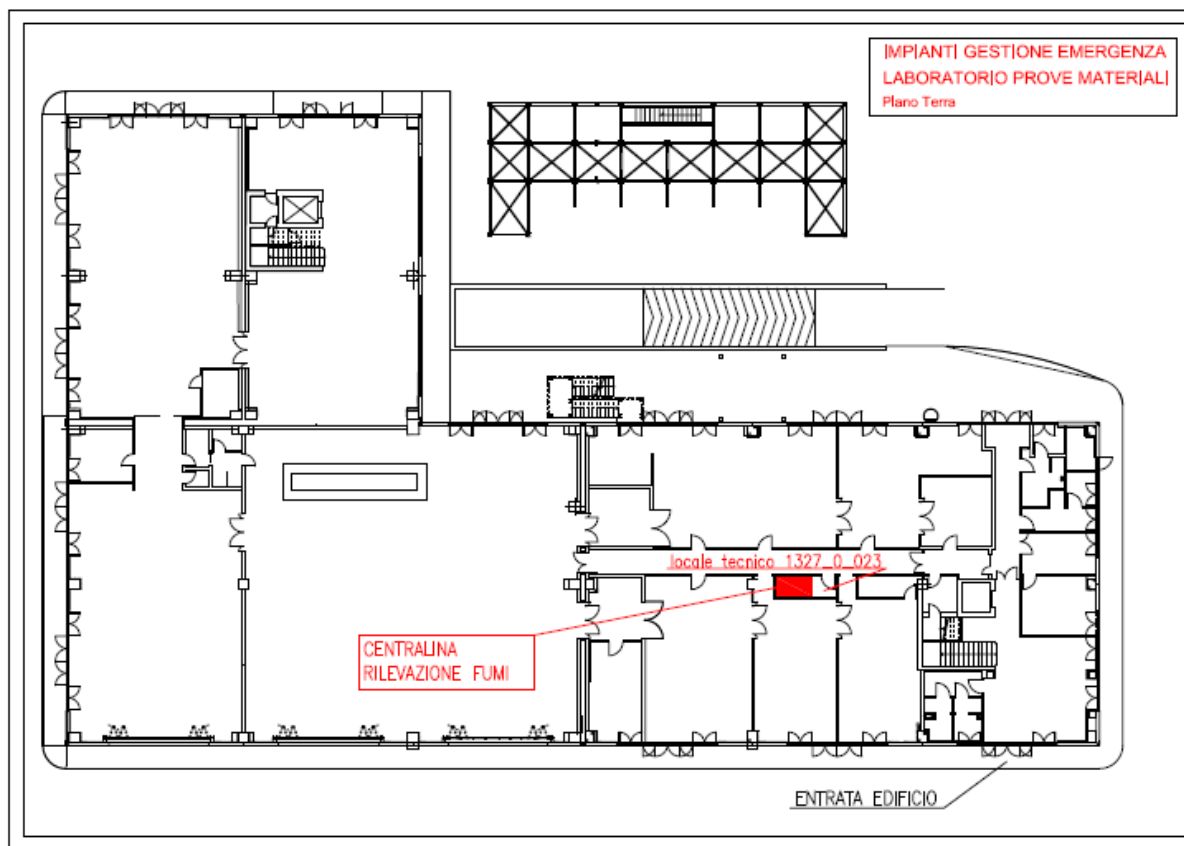 IMPIANTI GESTIONE EMERGENZA
LABORATORIO PROVE MATERIALI
Piano Terra
locale tecnico 1327_0_023
CENTRALINA
RILEVAZIONE FUMI
ENTRATA EDIFICIO